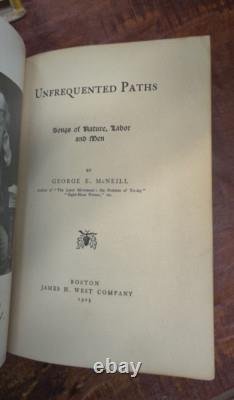 UNFREQUENTED PATHS
Songs of Nature, Labor
and Men
BY
GEORGE E. McNEILL
Author of "The Labor Movement: the Problem of To-day"
"Eight-Hour Primer," etc.
BOSTON
JAMES H. WEST COMPANY
1903
© watercacheus